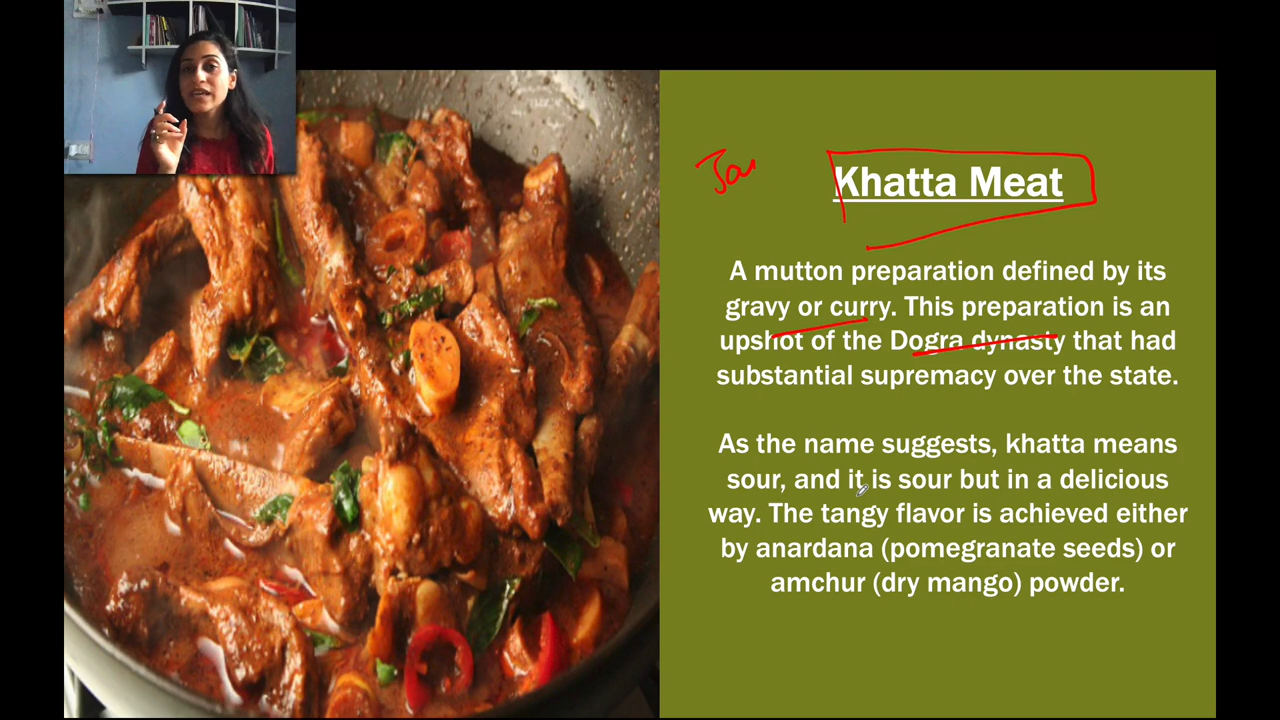 Khatta Meat
A mutton preparation defined by its
gravy or curry. This preparation is an
upshot of the Dogra dynasty that had
substantial supremacy over the state.
As the name suggests, khatta means
sour, and it is sour but in a delicious
way. The tangy flavor is achieved either
by anardana (pomegranate seeds) or
amchur (dry mango) powder.